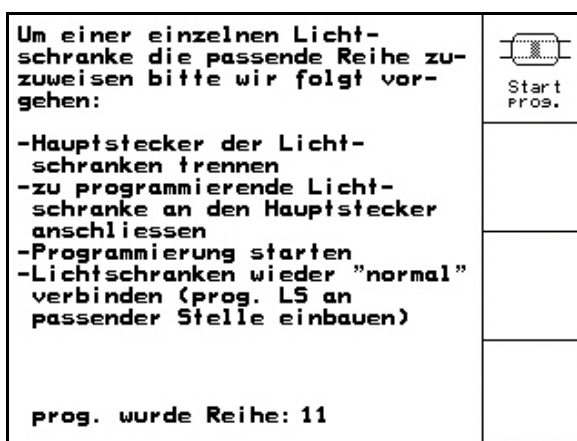 Um einer einzelnen Licht-
schranke die passende Reihe zu-
zuweisen bitte wir folgt vor-
gehen:
-Hauptstecker der Licht-
schranken trennen
-zu programmierende Licht-
schranke an den Hauptstecker
anschliessen
-Programmierung starten
-Lichtschranken wieder "normal"
verbinden (prog. LS an
passender Stelle einbauen)
prog. wurde Reihe: 11
Start
prog.